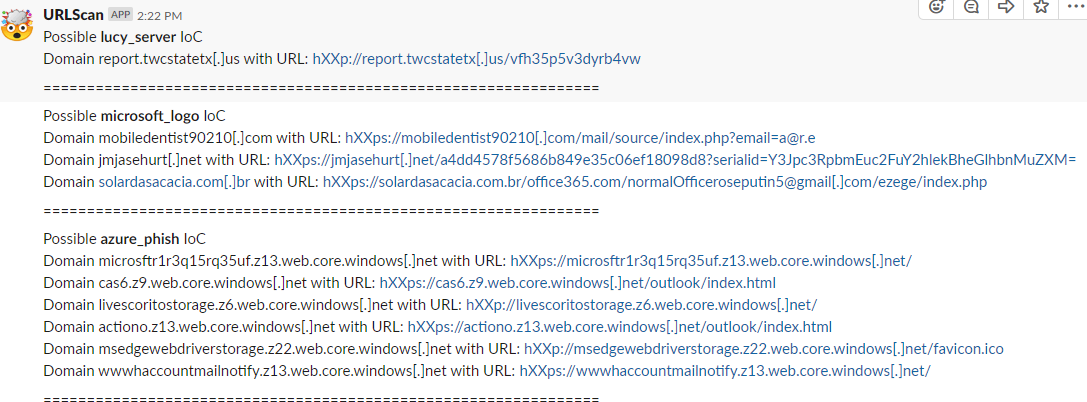 URLScan APP 2:22 PM
Possible lucy_server IoC
Domain report.twcstatetx[.]us with URL: hXXp://report.twcstatetx[.]us/vfh35p5v3dyrb4vw
===============================================================
Possible microsoft_logo IoC
Domain mobiledentist90210[.]com with URL: hXXps://mobiledentist90210[.]com/mail/source/index.php?email=a@r.e
Domain jmjasehurt[.]net with URL: hXXps://jmjasehurt[.]net/a4dd4578f5686b849e35c06ef18098d8?serialid=Y3Jpc3RpbmEuc2FuY2hlekBheGlhbnMuZXM=
Domain solardasacacia.com[.]br with URL: hXXps://solardasacacia.com.br/office365.com/normalOfficeroseputin5@gmail[.]com/ezege/index.php
===============================================================
Possible azure_phish IoC
Domain microsftr1r3q15rq35uf.z13.web.core.windows[.]net with URL: hXXps://microsftr1r3q15rq35uf.z13.web.core.windows[.]net/
Domain cas6.z9.web.core.windows[.]net with URL: hXXps://cas6.z9.web.core.windows[.]net/outlook/index.html
Domain livescoritostorage.z6.web.core.windows[.]net with URL: hXXp://livescoritostorage.z6.web.core.windows[.]net/
Domain actiono.z13.web.core.windows[.]net with URL: hXXps://actiono.z13.web.core.windows[.]net/outlook/index.html
Domain msedgewebdriverstorage.z22.web.core.windows[.]net with URL: hXXp://msedgewebdriverstorage.z22.web.core.windows[.]net/favicon.ico
Domain wwwhaccountmailnotify.z13.web.core.windows[.]net with URL: hXXps://wwwhaccountmailnotify.z13.web.core.windows[.]net/
===============================================================